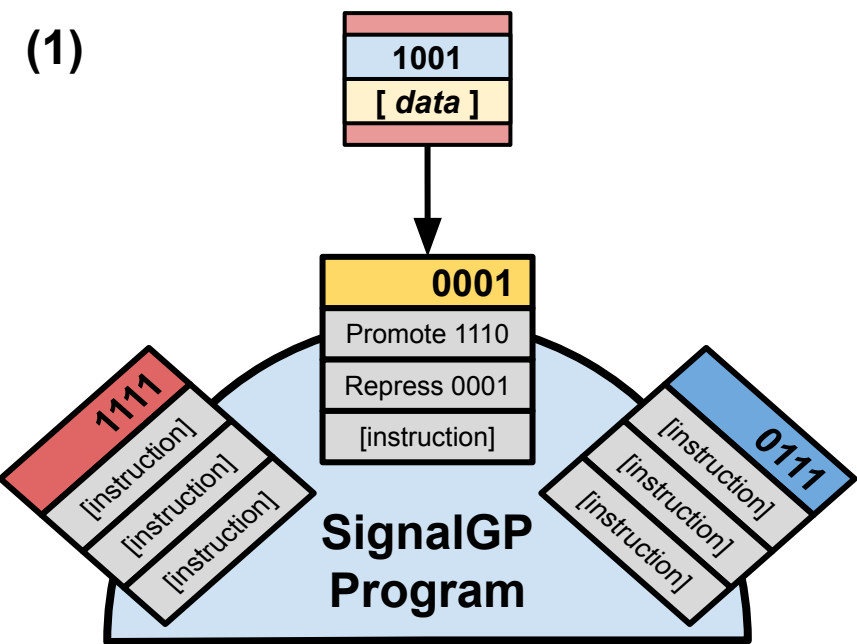 (1)
1001
[ data ]
0001
Promote 1110
Repress 0001
[instruction]
1111
[instruction]
[instruction]
[instruction]
0111
[instruction]
[instruction]
[instruction]
SignalGP
Program